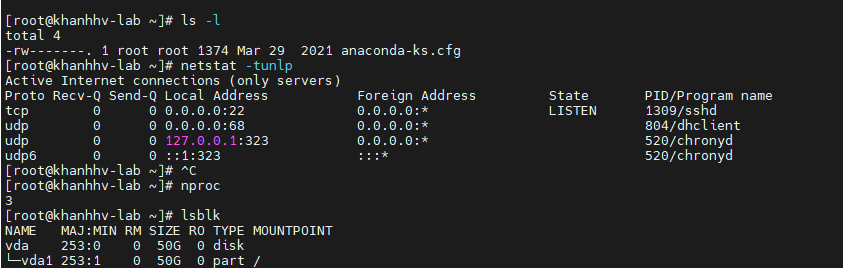 [root@khanhhv-lab ~]# ls -l
total 4
-rw-------. 1 root root 1374 Mar 29  2021 anaconda-ks.cfg
[root@khanhhv-lab ~]# netstat -tunlp
Active Internet connections (only servers)
Proto Recv-Q Send-Q Local Address           Foreign Address         State       PID/Program name
tcp        0      0 0.0.0.0:22              0.0.0.0:*               LISTEN      1309/sshd
udp        0      0 0.0.0.0:68              0.0.0.0:*                           804/dhclient
udp        0      0 127.0.0.1:323           0.0.0.0:*                           520/chronyd
udp6       0      0 ::1:323                 :::*                                520/chronyd
[root@khanhhv-lab ~]# ^C
[root@khanhhv-lab ~]# nproc
3
[root@khanhhv-lab ~]# lsblk
NAME   MAJ:MIN RM SIZE RO TYPE MOUNTPOINT
vda    253:0    0  50G  0 disk
└─vda1 253:1    0  50G  0 part /